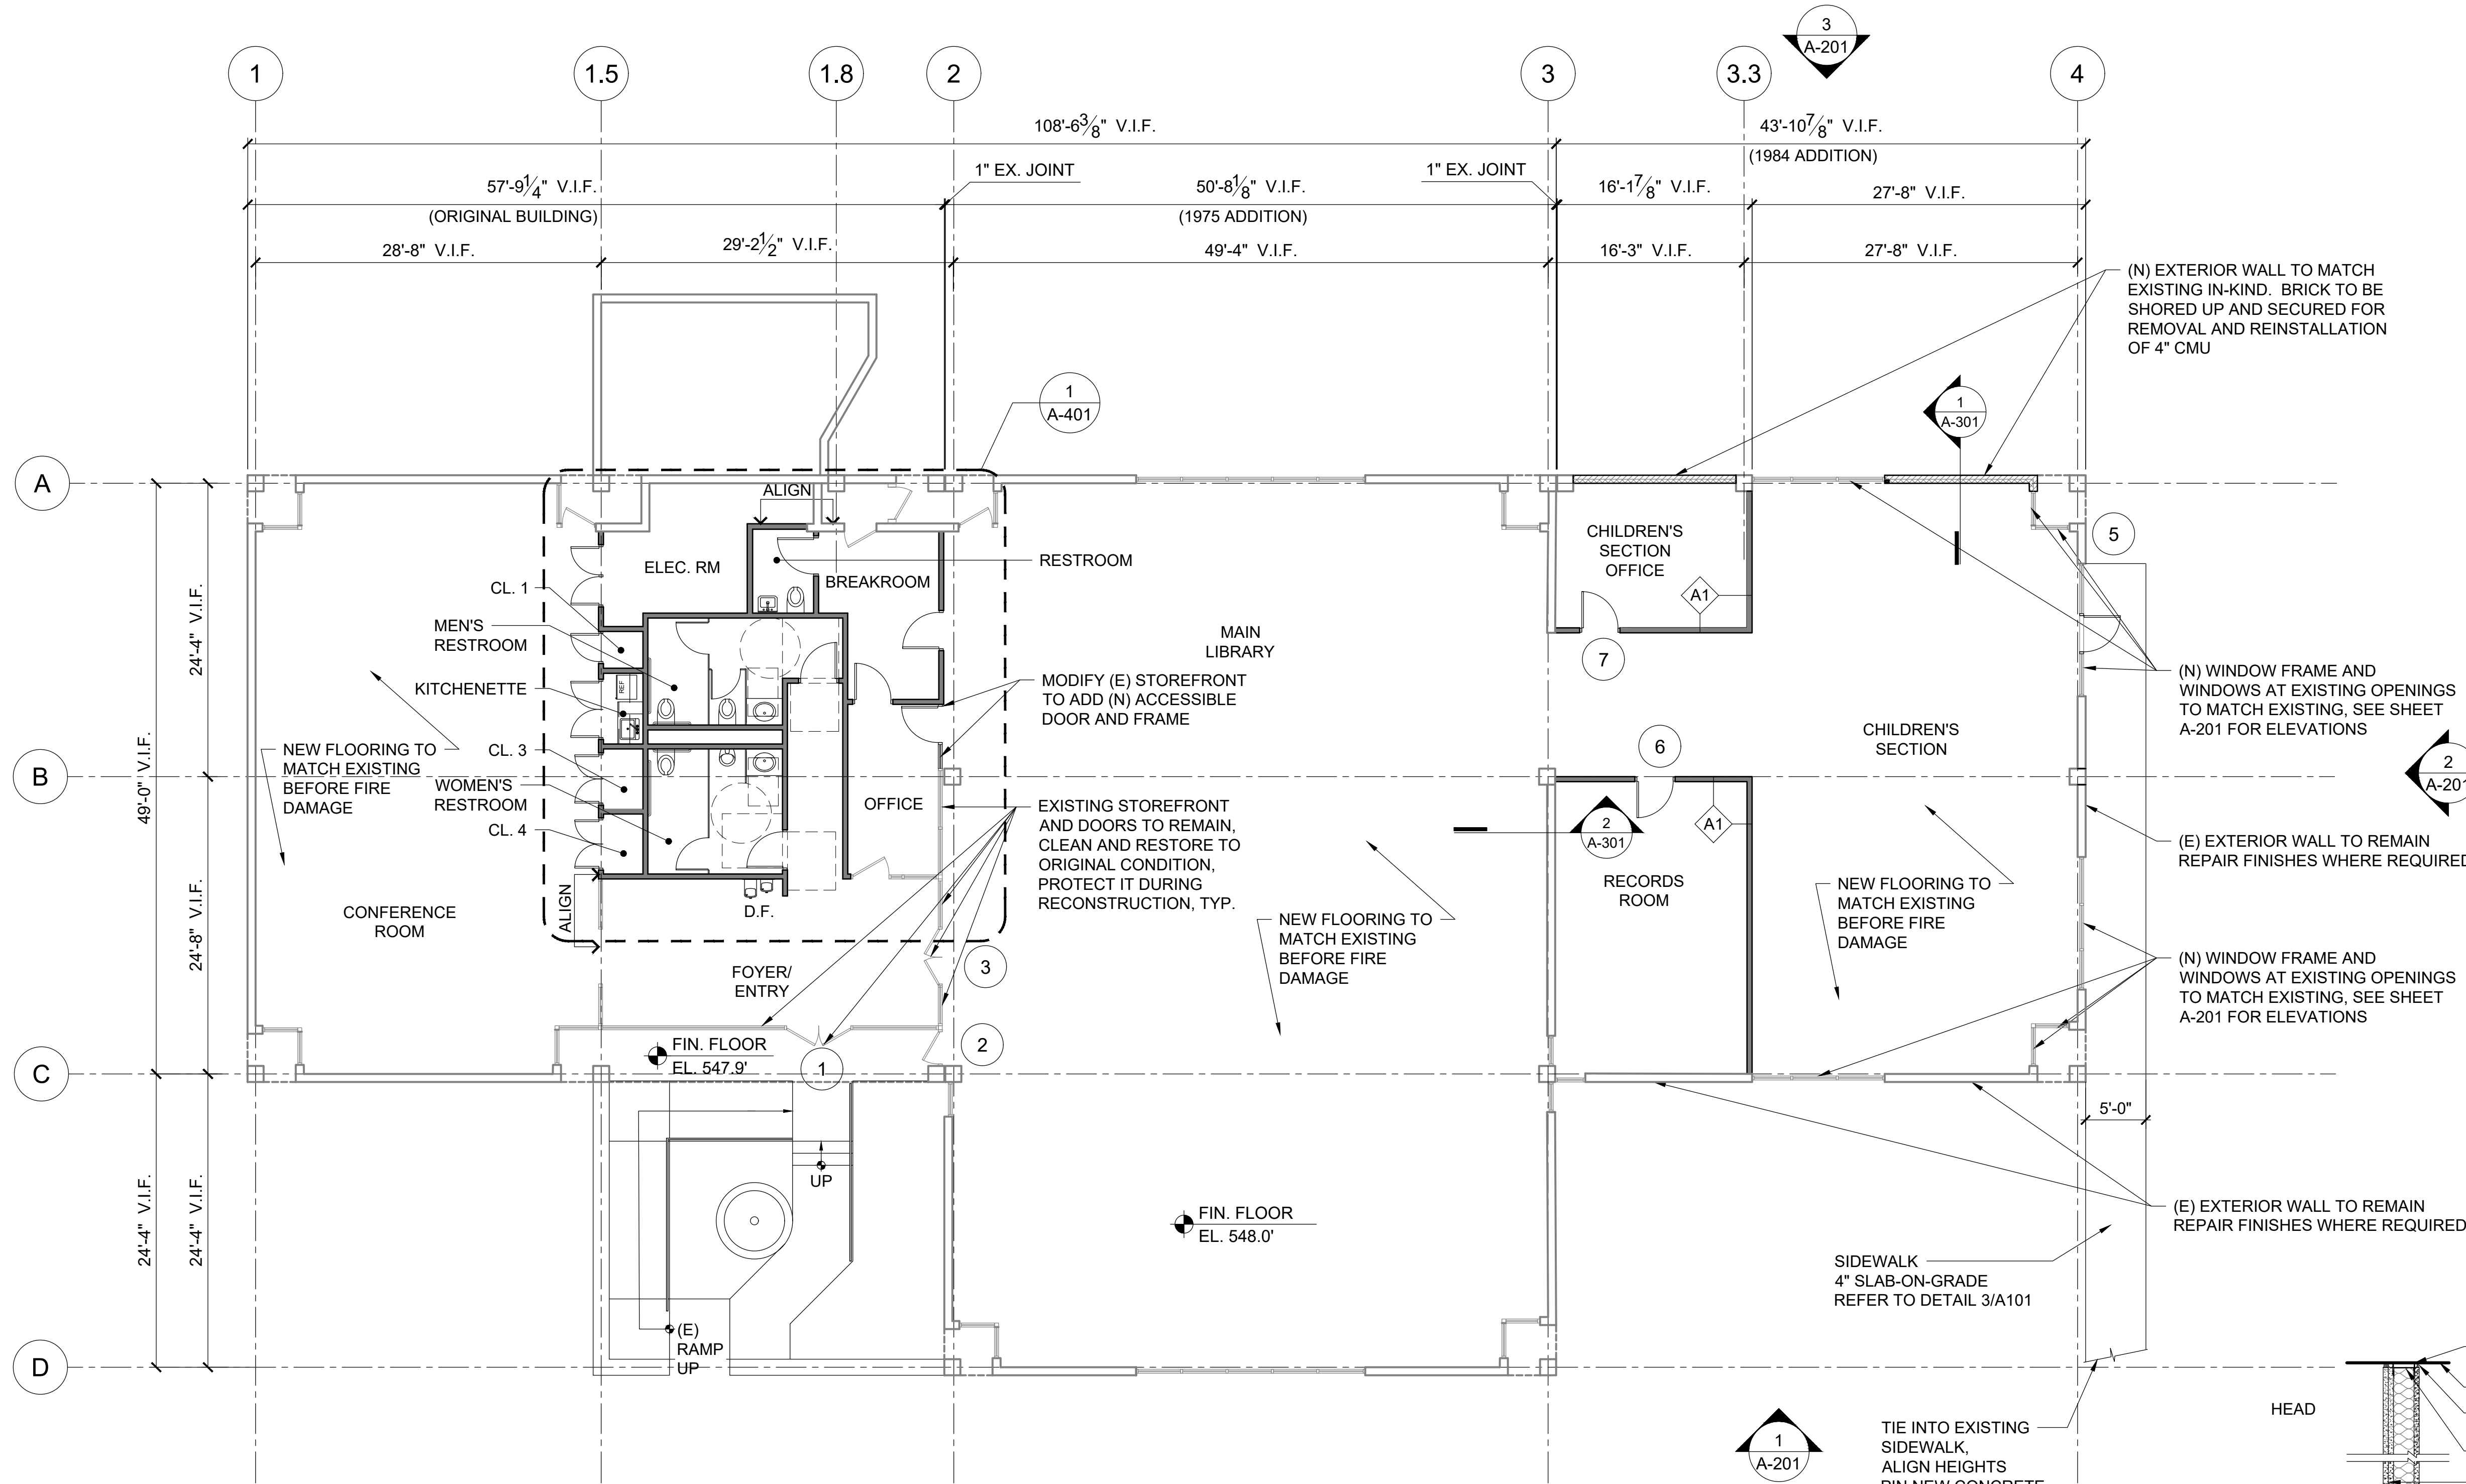 3
A-201
1
1.5
1.8
2
3
3.3
4
108'-6 3/8" V.I.F.
43'-10 7/8" V.I.F.
(1984 ADDITION)
1" EX. JOINT
1" EX. JOINT
57'-9 1/4" V.I.F.
(ORIGINAL BUILDING)
50'-8 1/8" V.I.F.
(1975 ADDITION)
16'-1 7/8" V.I.F.
27'-8" V.I.F.
28'-8" V.I.F.
29'-2 1/2" V.I.F.
49'-4" V.I.F.
16'-3" V.I.F.
27'-8" V.I.F.
(N) EXTERIOR WALL TO MATCH
EXISTING IN-KIND. BRICK TO BE
SHORED UP AND SECURED FOR
REMOVAL AND REINSTALLATION
OF 4" CMU
1
A-401
1
A-301
A
ALIGN
ELEC. RM
RESTROOM
BREAKROOM
CL. 1
MEN'S
RESTROOM
KITCHENETTE
REF
CL. 3
WOMEN'S
RESTROOM
CL. 4
CHILDREN'S
SECTION
OFFICE
A1
5
7
MAIN
LIBRARY
MODIFY (E) STOREFRONT
TO ADD (N) ACCESSIBLE
DOOR AND FRAME
(N) WINDOW FRAME AND
WINDOWS AT EXISTING OPENINGS
TO MATCH EXISTING, SEE SHEET
A-201 FOR ELEVATIONS
24'-4" V.I.F.
49'-0" V.I.F.
NEW FLOORING TO
MATCH EXISTING
BEFORE FIRE
DAMAGE
CHILDREN'S
SECTION
6
B
2
A-201
OFFICE
EXISTING STOREFRONT
AND DOORS TO REMAIN,
CLEAN AND RESTORE TO
ORIGINAL CONDITION,
PROTECT IT DURING
RECONSTRUCTION, TYP.
2
A-301
A1
(E) EXTERIOR WALL TO REMAIN
REPAIR FINISHES WHERE REQUIRED
RECORDS
ROOM
NEW FLOORING TO
MATCH EXISTING
BEFORE FIRE
DAMAGE
24'-8" V.I.F.
CONFERENCE
ROOM
ALIGN
D.F.
NEW FLOORING TO
MATCH EXISTING
BEFORE FIRE
DAMAGE
FOYER/
ENTRY
3
(N) WINDOW FRAME AND
WINDOWS AT EXISTING OPENINGS
TO MATCH EXISTING, SEE SHEET
A-201 FOR ELEVATIONS
FIN. FLOOR
EL. 547.9'
1
2
C
5'-0"
UP
24'-4" V.I.F.
24'-4" V.I.F.
FIN. FLOOR
EL. 548.0'
(E) EXTERIOR WALL TO REMAIN
REPAIR FINISHES WHERE REQUIRED
SIDEWALK
4" SLAB-ON-GRADE
REFER TO DETAIL 3/A101
(E)
RAMP
UP
D
HEAD
1
A-201
TIE INTO EXISTING
SIDEWALK,
ALIGN HEIGHTS
PIN NEW CONCRETE